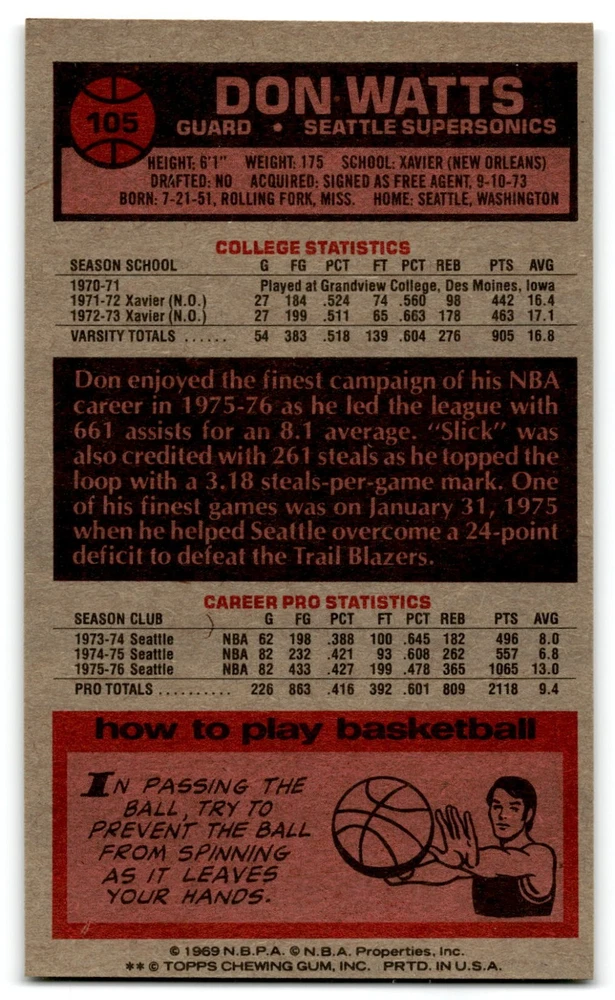 105
DON WATTS
GUARD • SEATTLE SUPERSONICS
HEIGHT: 6'1" WEIGHT: 175 SCHOOL: XAVIER (NEW ORLEANS)
DRAFTED: NO ACQUIRED: SIGNED AS FREE AGENT, 9-10-73
BORN: 7-21-51, ROLLING FORK, MISS. HOME: SEATTLE, WASHINGTON
COLLEGE STATISTICS
SEASON SCHOOL G FG PCT FT PCT REB PTS AVG
1970-71 Played at Grandview College, Des Moines, Iowa
1971-72 Xavier (N.O.) 27 184 .524 74 .560 98 442 16.4
1972-73 Xavier (N.O.) 27 199 .511 65 .663 178 463 17.1
VARSITY TOTALS ...... 54 383 .518 139 .604 276 905 16.8
Don enjoyed the finest campaign of his NBA
career in 1975-76 as he led the league with
661 assists for an 8.1 average. "Slick" was
also credited with 261 steals as he topped the
loop with a 3.18 steals-per-game mark. One
of his finest games was on January 31, 1975
when he helped Seattle overcome a 24-point
deficit to defeat the Trail Blazers.
CAREER PRO STATISTICS
SEASON CLUB G FG PCT FT PCT REB PTS AVG
1973-74 Seattle NBA 62 198 .388 100 .645 182 496 8.0
1974-75 Seattle NBA 82 232 .421 93 .608 262 557 6.8
1975-76 Seattle NBA 82 433 .427 199 .478 365 1065 13.0
PRO TOTALS .......... 226 863 .416 392 .601 809 2118 9.4
how to play basketball
IN PASSING THE
BALL, TRY TO
PREVENT THE BALL
FROM SPINNING
AS IT LEAVES
YOUR HANDS.
© 1969 N.B.P.A. © N.B.A. Properties, Inc.
** © TOPPS CHEWING GUM, INC. PRTD. IN U.S.A.